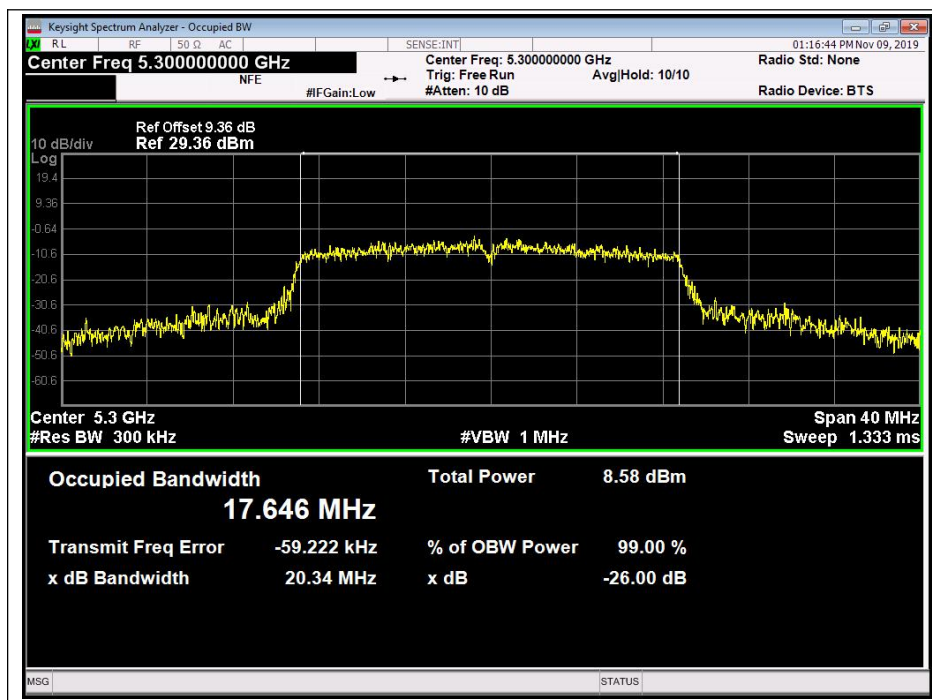 Keysight Spectrum Analyzer - Occupied BW
LXI RL RF 50 Ω AC SENSE:INT 01:16:44 PM Nov 09, 2019
Center Freq 5.300000000 GHz Center Freq: 5.300000000 GHz Radio Std: None
NFE Trig: Free Run Avg|Hold: 10/10
#IFGain:Low #Atten: 10 dB Radio Device: BTS
Ref Offset 9.36 dB
10 dB/div Ref 29.36 dBm
Log
19.4
9.36
-0.64
-10.6
-20.6
-30.6
-40.6
-50.6
-60.6
Center 5.3 GHz Span 40 MHz
#Res BW 300 kHz #VBW 1 MHz Sweep 1.333 ms
Occupied Bandwidth Total Power 8.58 dBm
17.646 MHz
Transmit Freq Error -59.222 kHz % of OBW Power 99.00 %
x dB Bandwidth 20.34 MHz x dB -26.00 dB
MSG STATUS